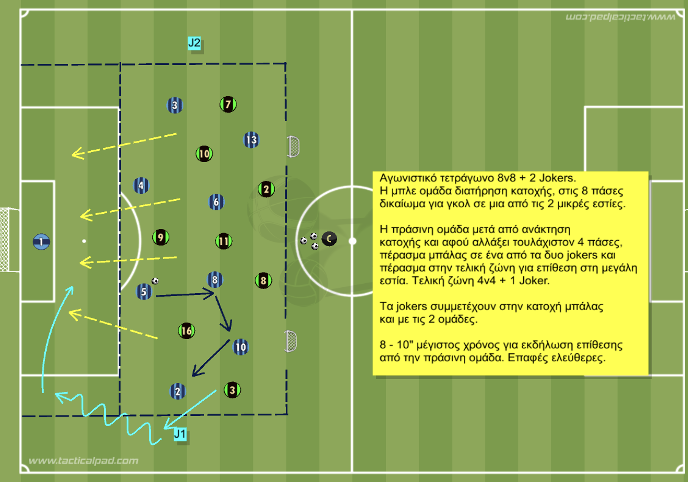 www.tacticalpad.com
J2
3
7
13
10
4
2
6
1
9
11
C
5
8
8
16
10
2
3
J1
www.tacticalpad.com
Αγωνιστικό τετράγωνο 8v8 + 2 Jokers.
Η μπλε ομάδα διατήρηση κατοχής, στις 8 πάσες
δικαίωμα για γκολ σε μια από τις 2 μικρές εστίες.
Η πράσινη ομάδα μετά από ανάκτηση
κατοχής και αφού αλλάξει τουλάχιστον 4 πάσες,
πέρασμα μπάλας σε ένα από τα δυο jokers και
πέρασμα στην τελική ζώνη για επίθεση στη μεγάλη
εστία. Τελική ζώνη 4v4 + 1 Joker.
Τα jokers συμμετέχουν στην κατοχή μπάλας
και με τις 2 ομάδες.
8 - 10" μέγιστος χρόνος για εκδήλωση επίθεσης
από την πράσινη ομάδα. Επαφές ελεύθερες.